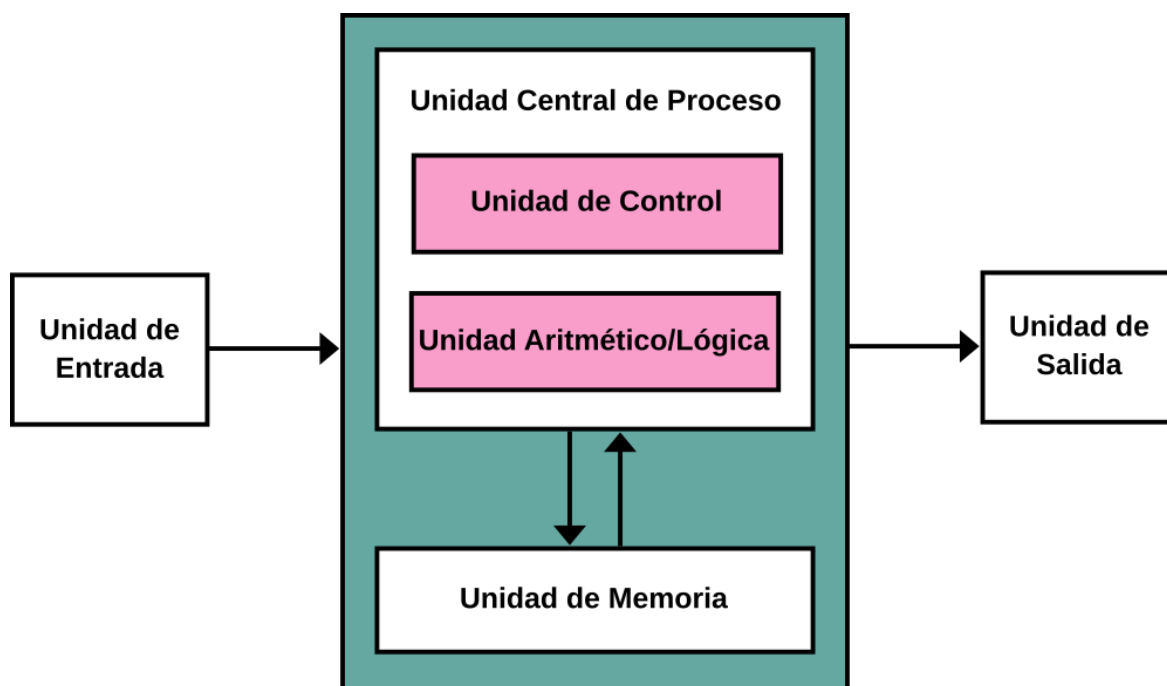 Unidad Central de Proceso
Unidad de Control
Unidad Aritmético/Lógica
Unidad de
Entrada
Unidad de
Salida
Unidad de Memoria